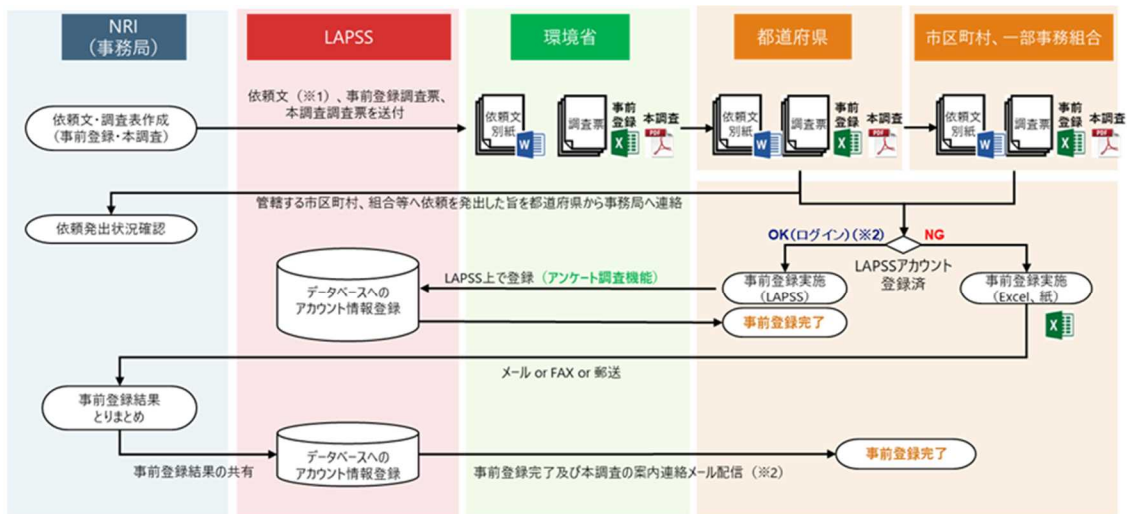 NRI
（事務局）
LAPSS
環境省
都道府県
市区町村、一部事務組合
依頼文・調査表作成
（事前登録・本調査）
依頼文（※1）、事前登録調査票、
本調査調査票を送付
依頼文
別紙
W
調査票
事前
登録
X
本調査
PDF
依頼文
別紙
W
調査票
事前
登録
X
本調査
PDF
依頼文
別紙
W
調査票
事前
登録
X
本調査
PDF
管轄する市区町村、組合等へ依頼を発出した旨を都道府県から事務局へ連絡
依頼発出状況確認
OK（ログイン）（※2）
NG
LAPSSアカウント
登録済
データベースへの
アカウント情報登録
LAPSS上で登録（アンケート調査機能）
事前登録実施
（LAPSS）
事前登録完了
事前登録実施
（Excel、紙）
X
メール or FAX or 郵送
事前登録結果
とりまとめ
事前登録結果の共有
データベースへの
アカウント情報登録
事前登録完了及び本調査の案内連絡メール配信（※2）
事前登録完了